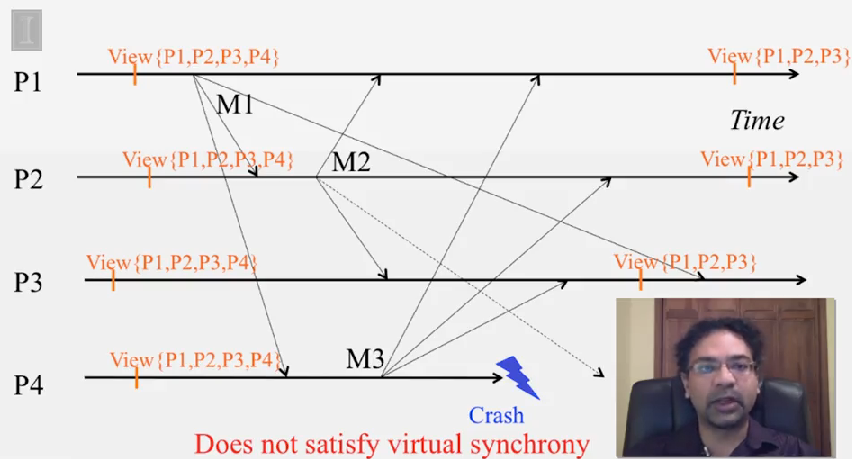 View{P1,P2,P3,P4}
View{P1,P2,P3}
P1
M1
Time
View{P1,P2,P3,P4}
M2
View{P1,P2,P3}
P2
View{P1,P2,P3,P4}
View{P1,P2,P3}
P3
View{P1,P2,P3,P4}
M3
P4
Crash
Does not satisfy virtual synchrony